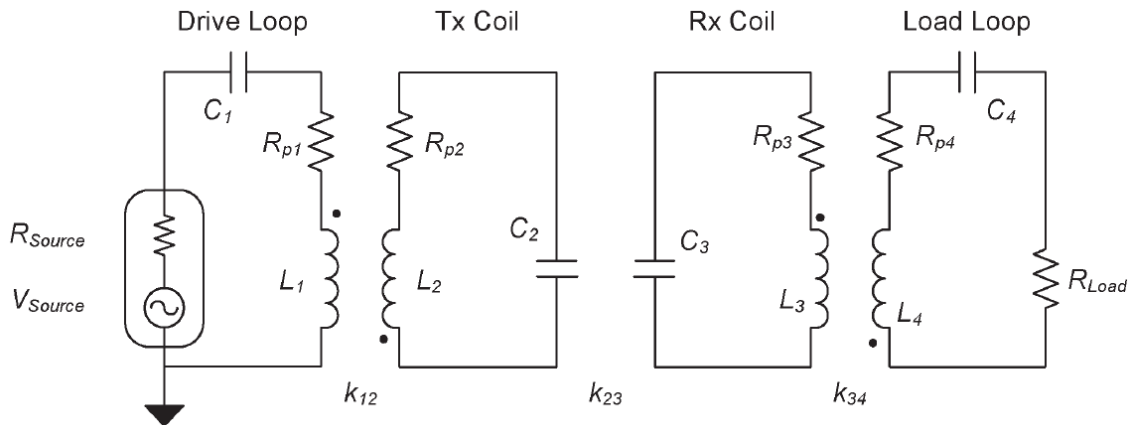 Drive Loop
Tx Coil
Rx Coil
Load Loop
C1
C4
Rp1
Rp2
Rp3
Rp4
RSource
C2
C3
VSource
L1
L2
L3
L4
RLoad
k12
k23
k34